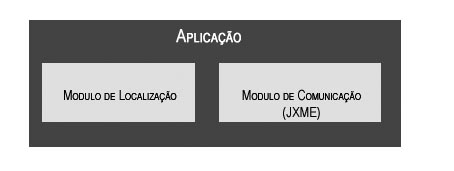 Aplicação
Modulo de Localização
Modulo de Comunicação
(JXME)